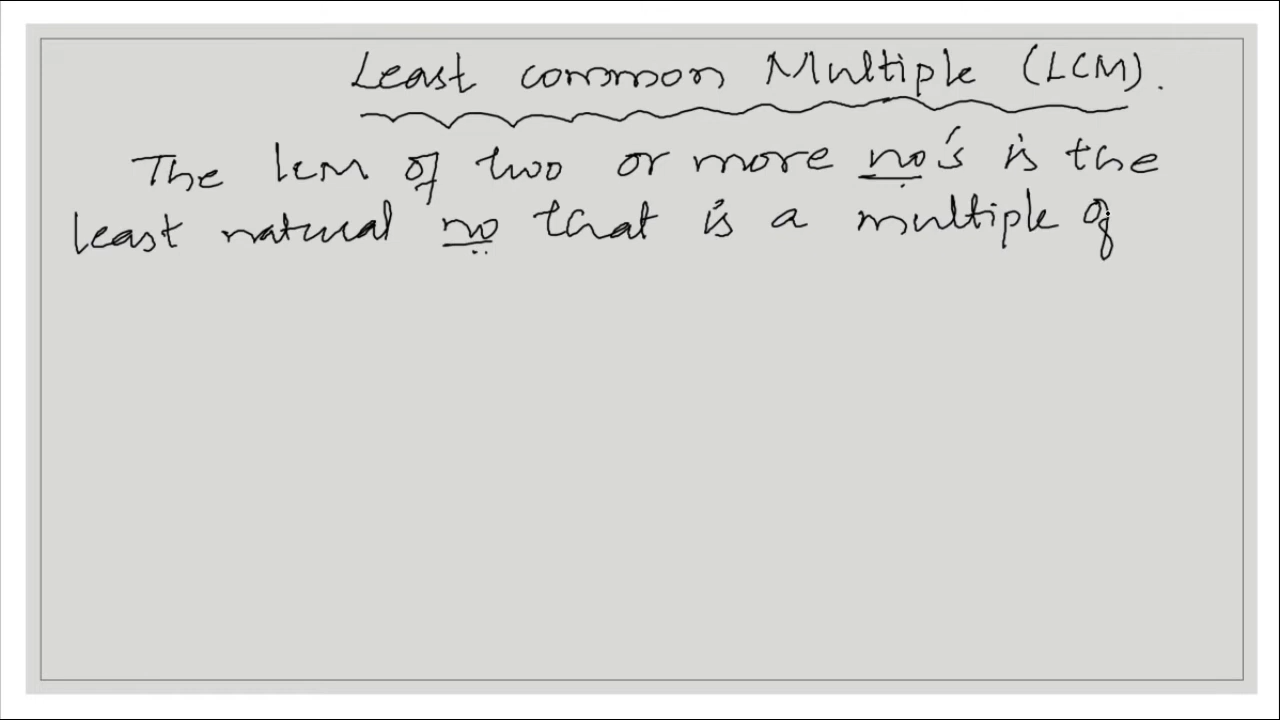 Least common Multiple (LCM).
The lcm of two or more no's is the
least natural no that is a multiple of